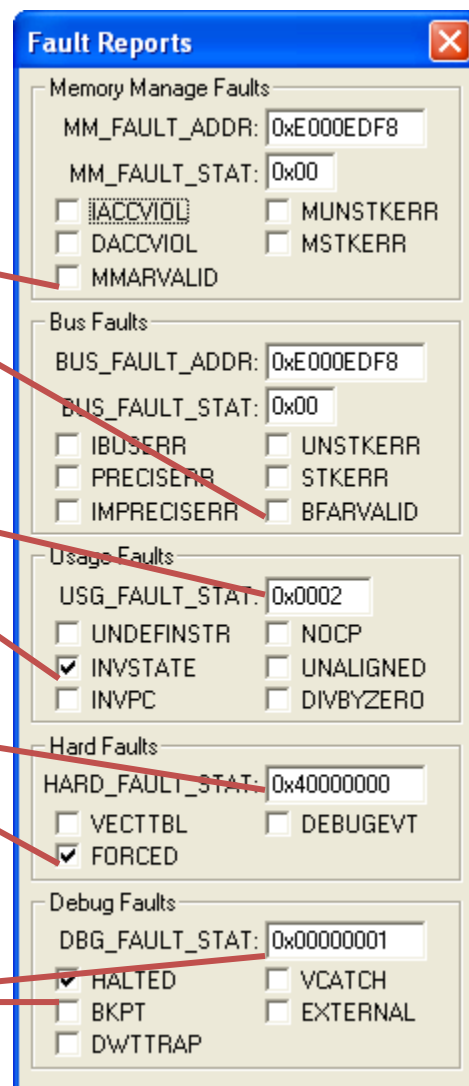 Fault Reports
Memory Manage Faults
MM_FAULT_ADDR: 0xE000EDF8
MM_FAULT_STAT: 0x00
IACCVIOL MUNSTKERR
DACCVIOL MSTKERR
MMARVALID
Bus Faults
BUS_FAULT_ADDR: 0xE000EDF8
BUS_FAULT_STAT: 0x00
IBUSERR UNSTKERR
PRECISERR STKERR
IMPRECISERR BFARVALID
Usage Faults
USG_FAULT_STAT: 0x0002
UNDEFINSTR NOCP
INVSTATE UNALIGNED
INVPC DIVBYZERO
Hard Faults
HARD_FAULT_STAT: 0x40000000
VECTTBL DEBUGEVT
FORCED
Debug Faults
DBG_FAULT_STAT: 0x00000001
HALTED VCATCH
BKPT EXTERNAL
DWTTRAP